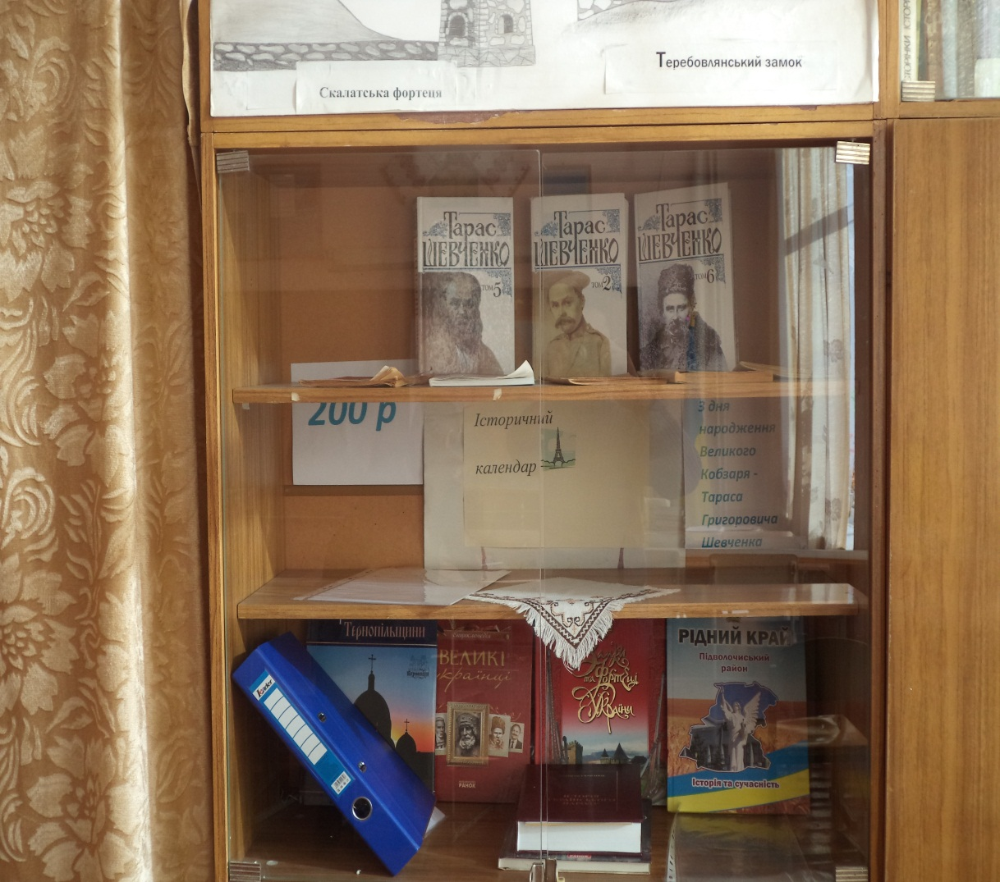 Скалатська фортеця
Теребовлянський замок
Тарас
Шевченко
том 5
Тарас
Шевченко
том 2
Тарас
Шевченко
том 6
200 р
Історичний
календар
З дня
народження
Великого
Кобзаря -
Тараса
Григоровича
Шевченка
Тернопільщини
Leader
ВЕЛИКІ
українці
РАНОК
та Фортеці
України
РІДНИЙ КРАЙ
Підволочиський
район
Історія та сучасність